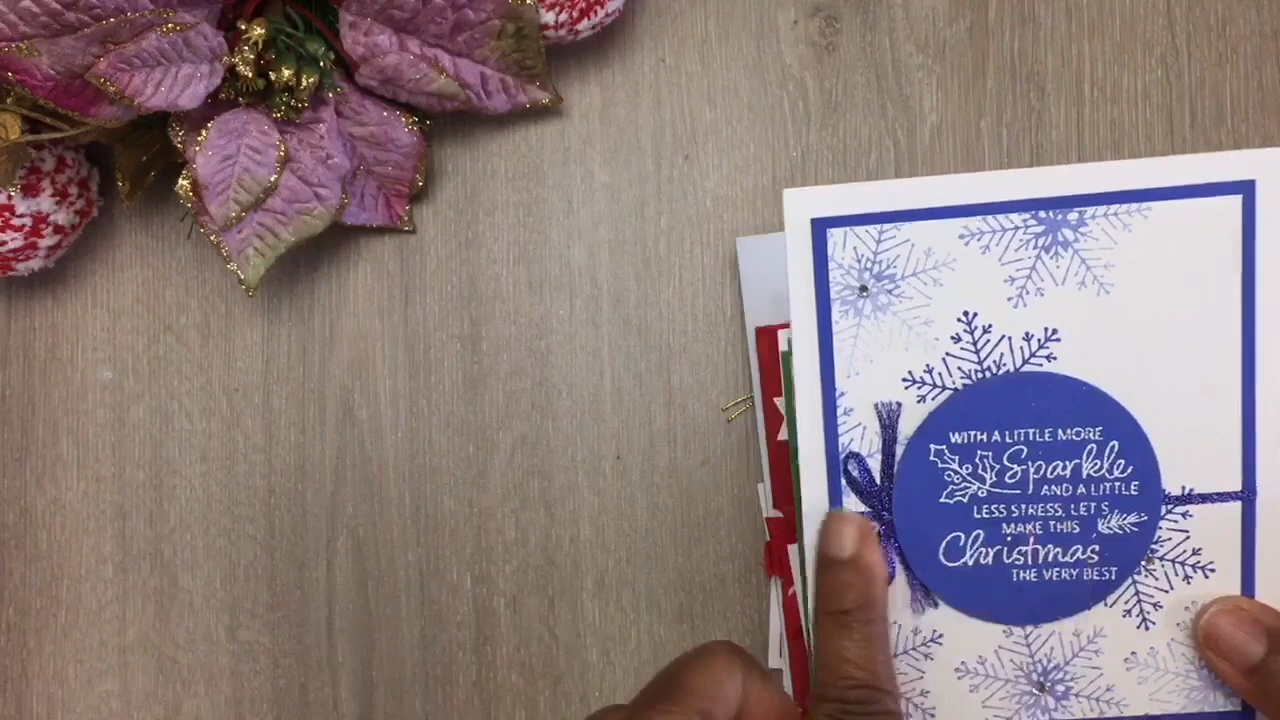 WITH A LITTLE MORE
Sparkle
AND A LITTLE
LESS STRESS, LET S
MAKE THIS
Christmas
THE VERY BEST